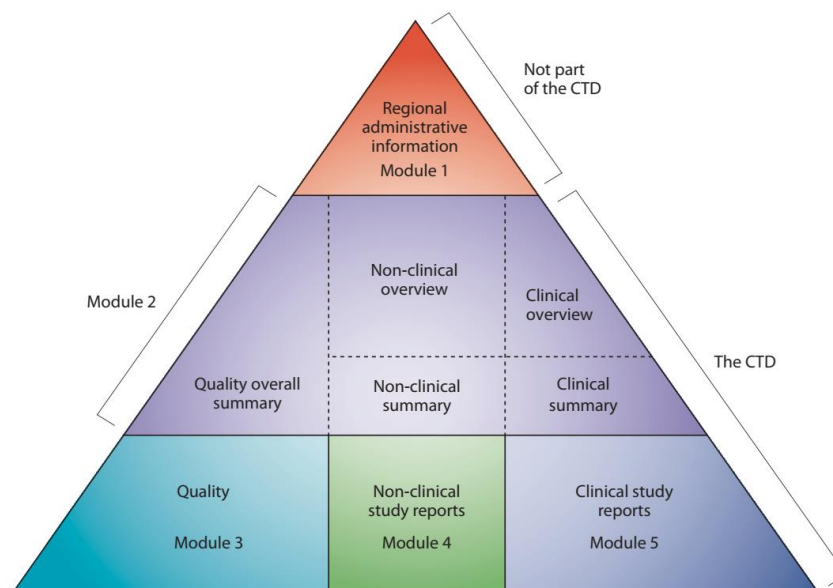 Not part
of the CTD
Regional
administrative
information
Module 1
Module 2
Non-clinical
overview
Clinical
overview
The CTD
Quality overall
summary
Non-clinical
summary
Clinical
summary
Quality
Module 3
Non-clinical
study reports
Module 4
Clinical study
reports
Module 5